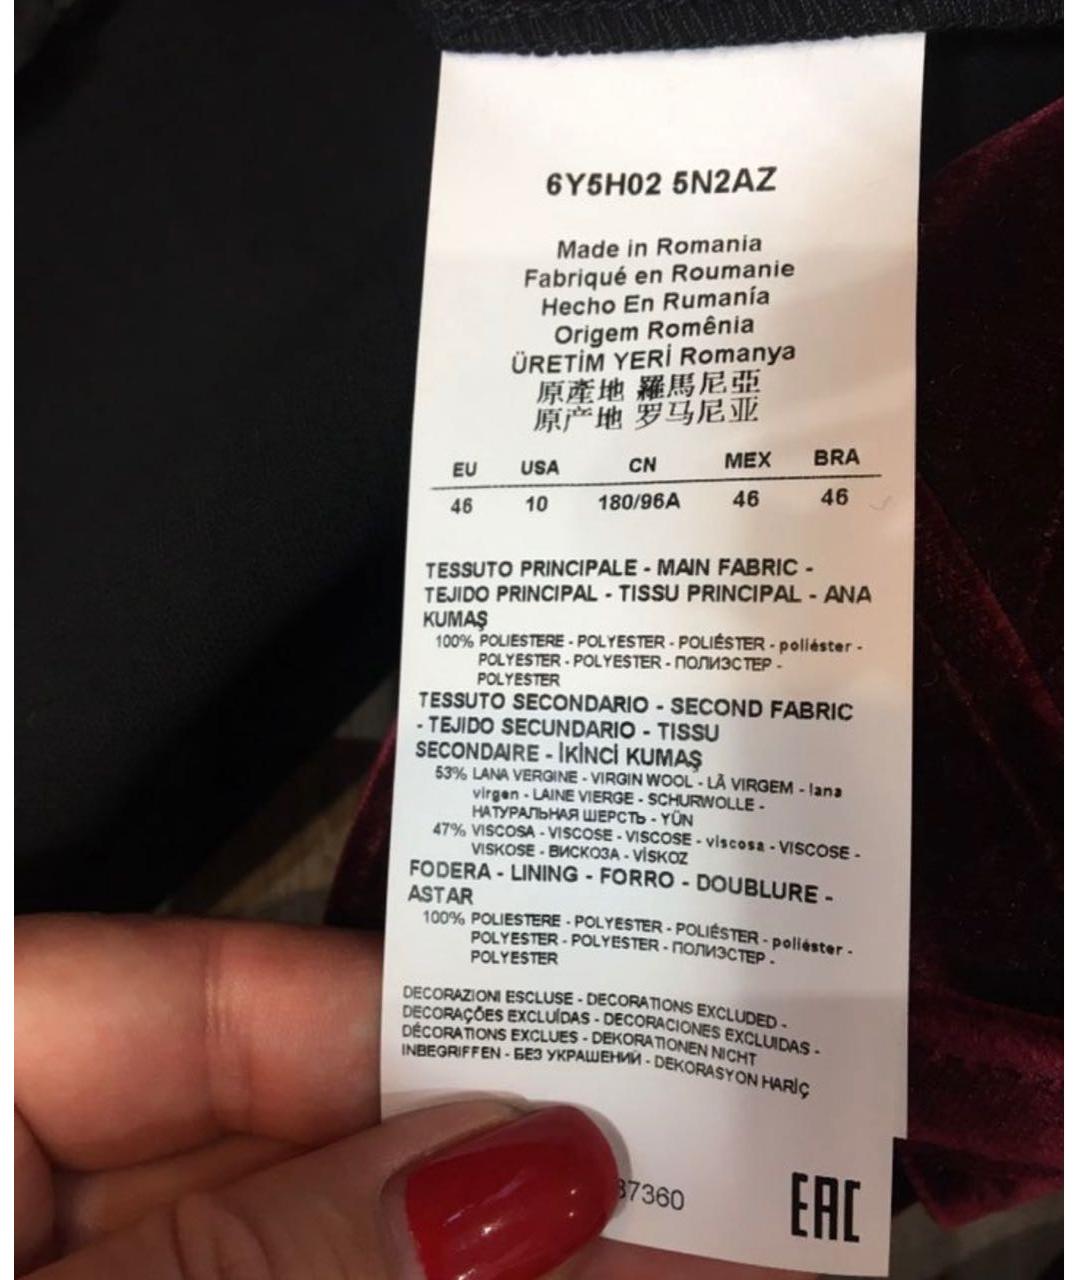 6Y5H02 5N2AZ
Made in Romania
Fabriqué en Roumanie
Hecho En Rumanía
Origem Romênia
ÜRETİM YERİ Romanya
原產地 羅馬尼亞
原产地 罗马尼亚
EU USA CN MEX BRA
46 10 180/96A 46 46
TESSUTO PRINCIPALE - MAIN FABRIC -
TEJIDO PRINCIPAL - TISSU PRINCIPAL - ANA
KUMAŞ
100% POLIESTERE - POLYESTER - POLIÉSTER - poliéster -
POLYESTER - POLYESTER - ПОЛИЭСТЕР -
POLYESTER
TESSUTO SECONDARIO - SECOND FABRIC
- TEJIDO SECUNDARIO - TISSU
SECONDAIRE - İKİNCİ KUMAŞ
53% LANA VERGINE - VIRGIN WOOL - LÃ VIRGEM - lana
virgen - LAINE VIERGE - SCHURWOLLE -
НАТУРАЛЬНАЯ ШЕРСТЬ - YÜN
47% VISCOSA - VISCOSE - VISCOSE - viscosa - VISCOSE -
VISKOSE - ВИСКОЗА - VİSKOZ
FODERA - LINING - FORRO - DOUBLURE -
ASTAR
100% POLIESTERE - POLYESTER - POLIÉSTER - poliéster -
POLYESTER - POLYESTER - ПОЛИЭСТЕР -
POLYESTER
DECORAZIONI ESCLUSE - DECORATIONS EXCLUDED -
DECORAÇÕES EXCLUÍDAS - DECORACIONES EXCLUIDAS -
DÉCORATIONS EXCLUES - DEKORATIONEN NICHT
INBEGRIFFEN - БЕЗ УКРАШЕНИЙ - DEKORASYON HARİÇ
37360
EAC